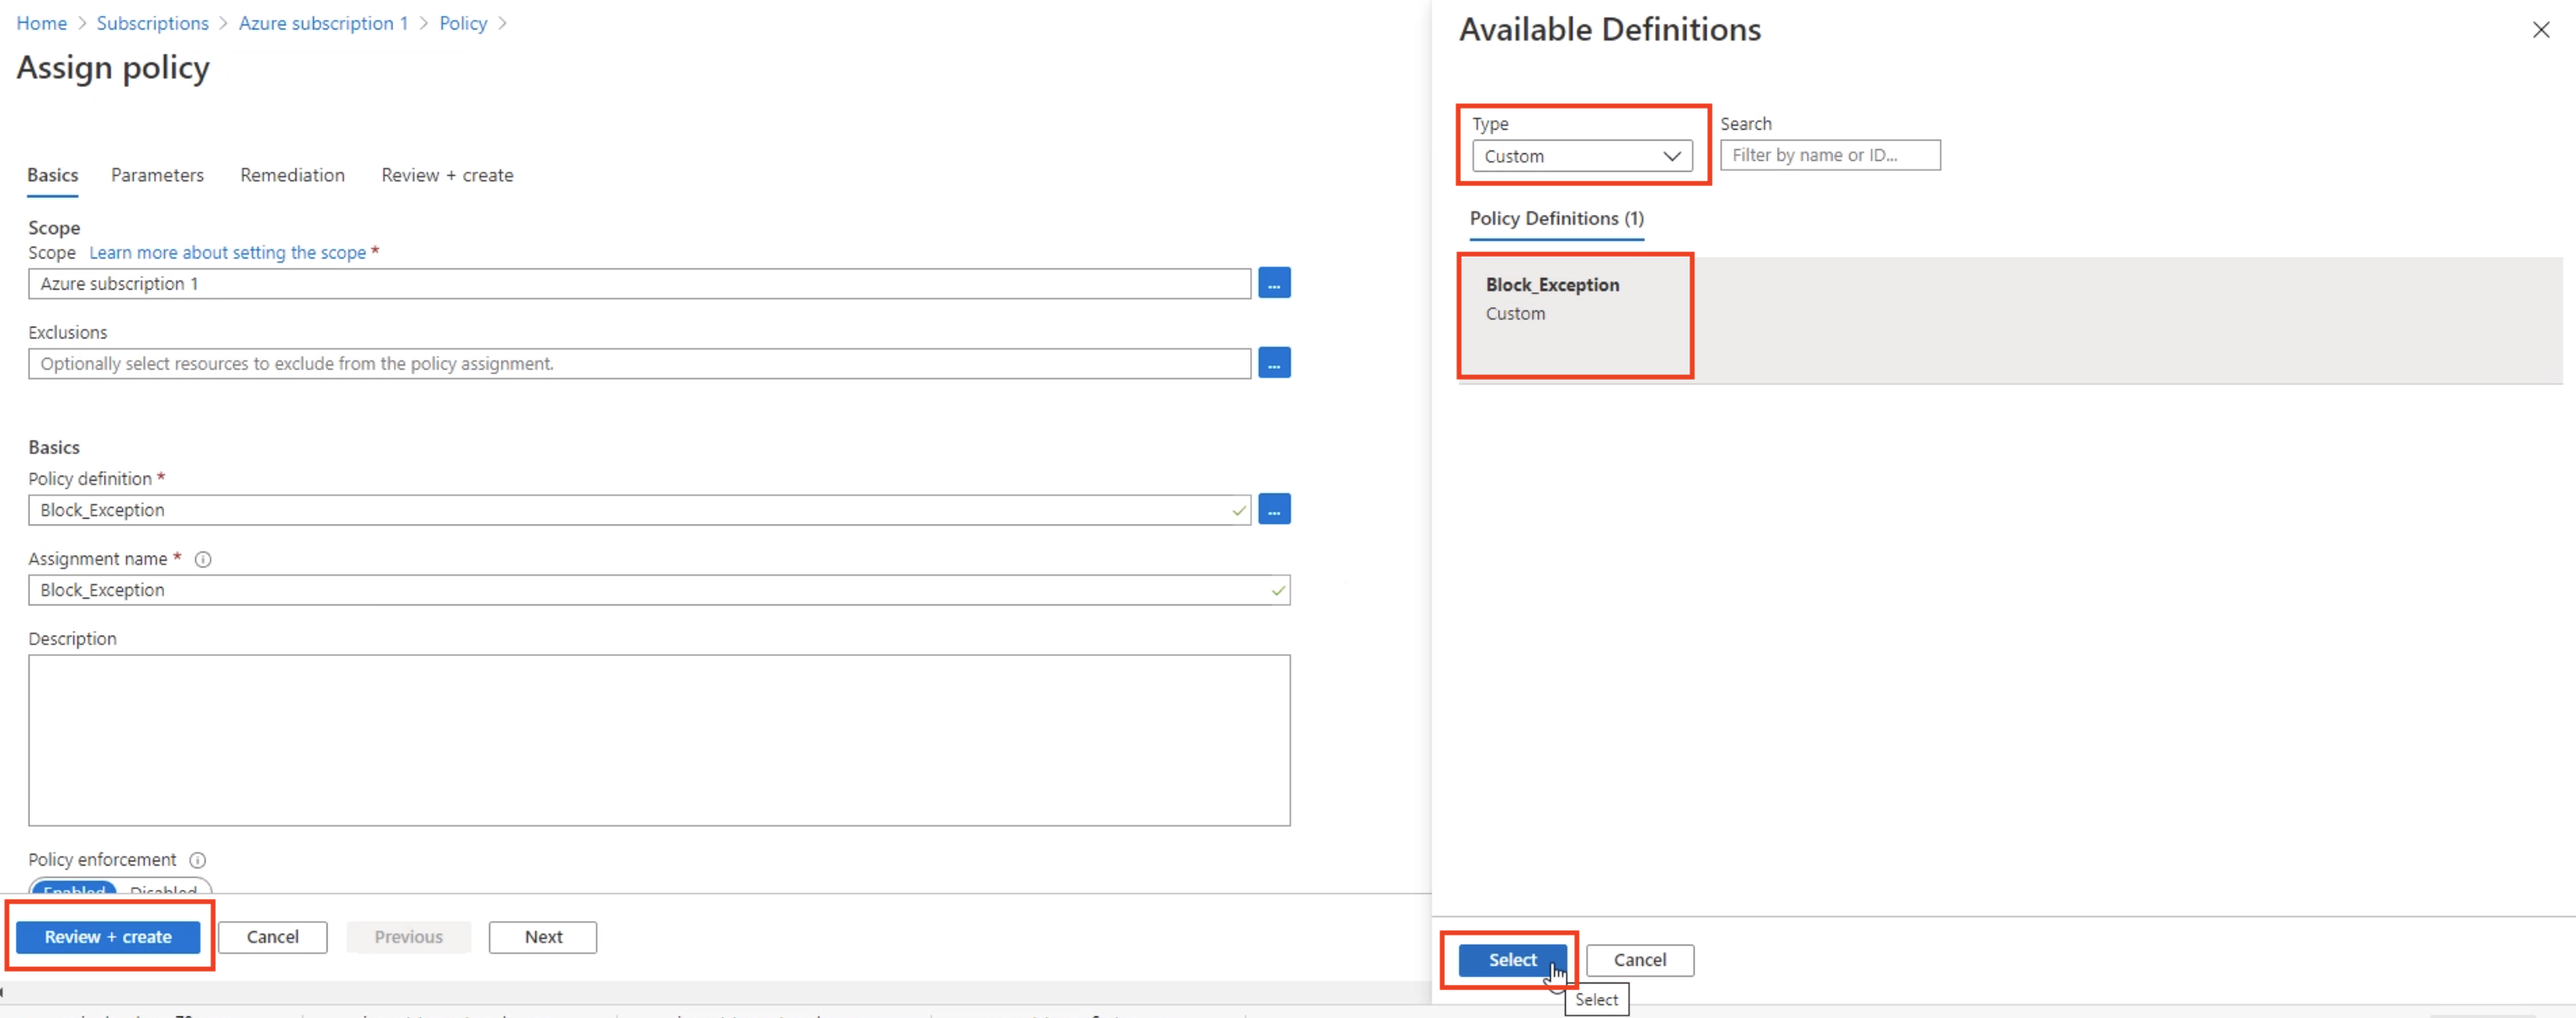 Home > Subscriptions > Azure subscription 1 > Policy >
Assign policy
Basics Parameters Remediation Review + create
Scope
Scope Learn more about setting the scope *
Azure subscription 1
...
Exclusions
Optionally select resources to exclude from the policy assignment.
...
Basics
Policy definition *
Block_Exception
...
Assignment name *
Block_Exception
Description
Policy enforcement
Enabled Disabled
Review + create Cancel Previous Next
Available Definitions
Type
Custom
Search
Filter by name or ID...
Policy Definitions (1)
Block_Exception
Custom
Select Cancel
Select